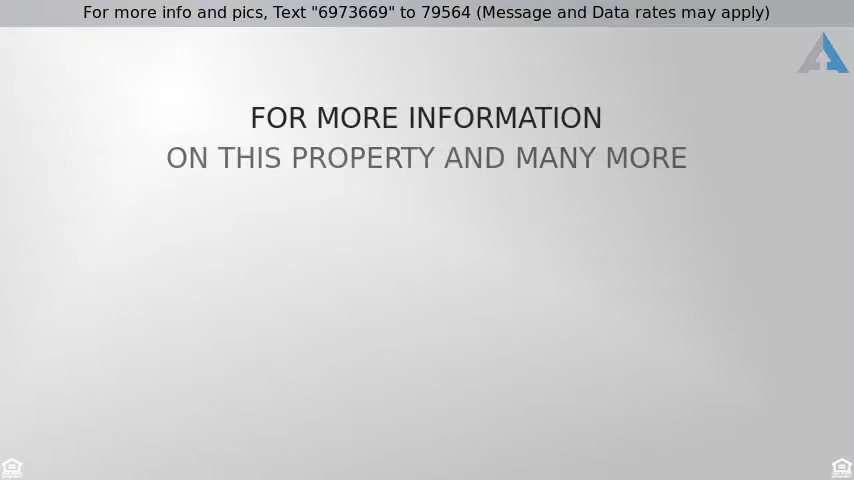 For more info and pics, Text "6973669" to 79564 (Message and Data rates may apply)
FOR MORE INFORMATION
ON THIS PROPERTY AND MANY MORE